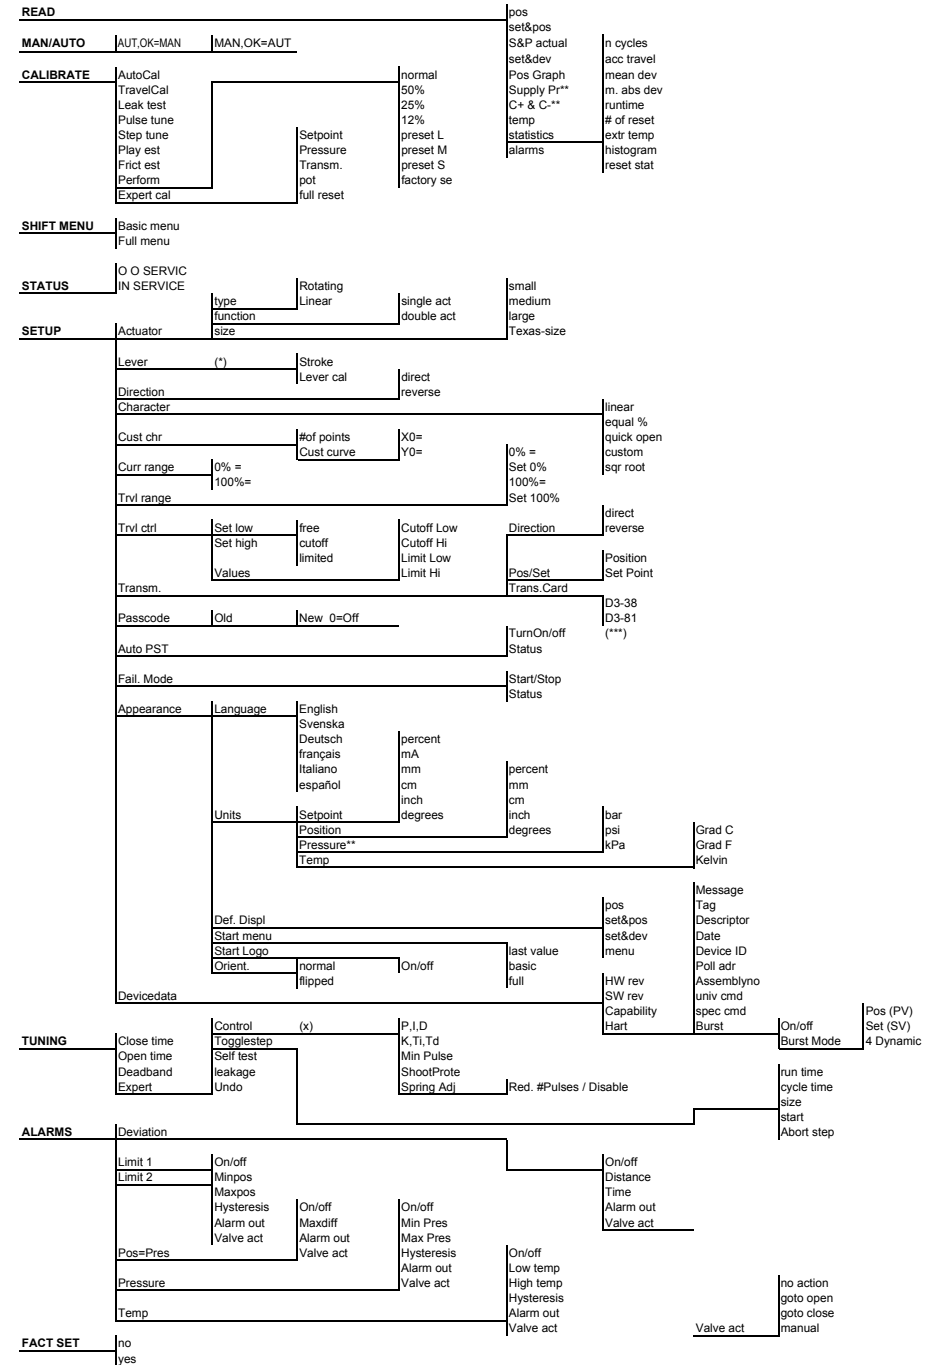 READ pos
set&pos
MAN/AUTO AUT,OK=MAN MAN,OK=AUT S&P actual n cycles
set&dev acc travel
CALIBRATE AutoCal normal Pos Graph mean dev
TravelCal 50% Supply Pr** m. abs dev
Leak test 25% C+ & C-** runtime
Pulse tune 12% temp # of reset
Step tune Setpoint preset L statistics extr temp
Play est Pressure preset M alarms histogram
Frict est Transm. preset S reset stat
Perform pot factory se
Expert cal full reset
SHIFT MENU Basic menu
Full menu
O O SERVIC
STATUS IN SERVICE Rotating small
type Linear single act medium
function double act large
SETUP Actuator size Texas-size
Lever (*) Stroke
Lever cal direct
Direction reverse
Character linear
equal %
Cust chr #of points X0= quick open
Cust curve Y0= 0% = custom
Curr range 0% = Set 0% sqr root
100%= 100%=
Trvl range Set 100%
direct
Trvl ctrl Set low free Cutoff Low Direction reverse
Set high cutoff Cutoff Hi
limited Limit Low Position
Values Limit Hi Pos/Set Set Point
Transm. Trans.Card
D3-38
Passcode Old New 0=Off D3-81
TurnOn/off (***)
Auto PST Status
Fail. Mode Start/Stop
Status
Appearance Language English
Svenska
Deutsch percent
français mA
Italiano mm percent
español cm mm
inch cm
Units Setpoint degrees inch bar
Position degrees psi Grad C
Pressure** kPa Grad F
Temp Kelvin
Message
pos Tag
Def. Displ set&pos Descriptor
Start menu set&dev Date
Start Logo last value menu Device ID
Orient. normal On/off basic Poll adr
flipped full HW rev Assemblyno
Devicedata SW rev univ cmd
Capability spec cmd Pos (PV)
Control (x) P,I,D Hart Burst On/off Set (SV)
TUNING Close time Togglestep K,Ti,Td Burst Mode 4 Dynamic
Open time Self test Min Pulse
Deadband leakage ShootProte run time
Expert Undo Spring Adj Red. #Pulses / Disable cycle time
size
start
ALARMS Deviation Abort step
Limit 1 On/off On/off
Limit 2 Minpos Distance
Maxpos Time
Hysteresis On/off On/off Alarm out
Alarm out Maxdiff Min Pres Valve act
Valve act Alarm out Max Pres
Pos=Pres Valve act Hysteresis On/off
Alarm out Low temp
Pressure Valve act High temp no action
Hysteresis goto open
Temp Alarm out goto close
Valve act Valve act manual
FACT SET no
yes